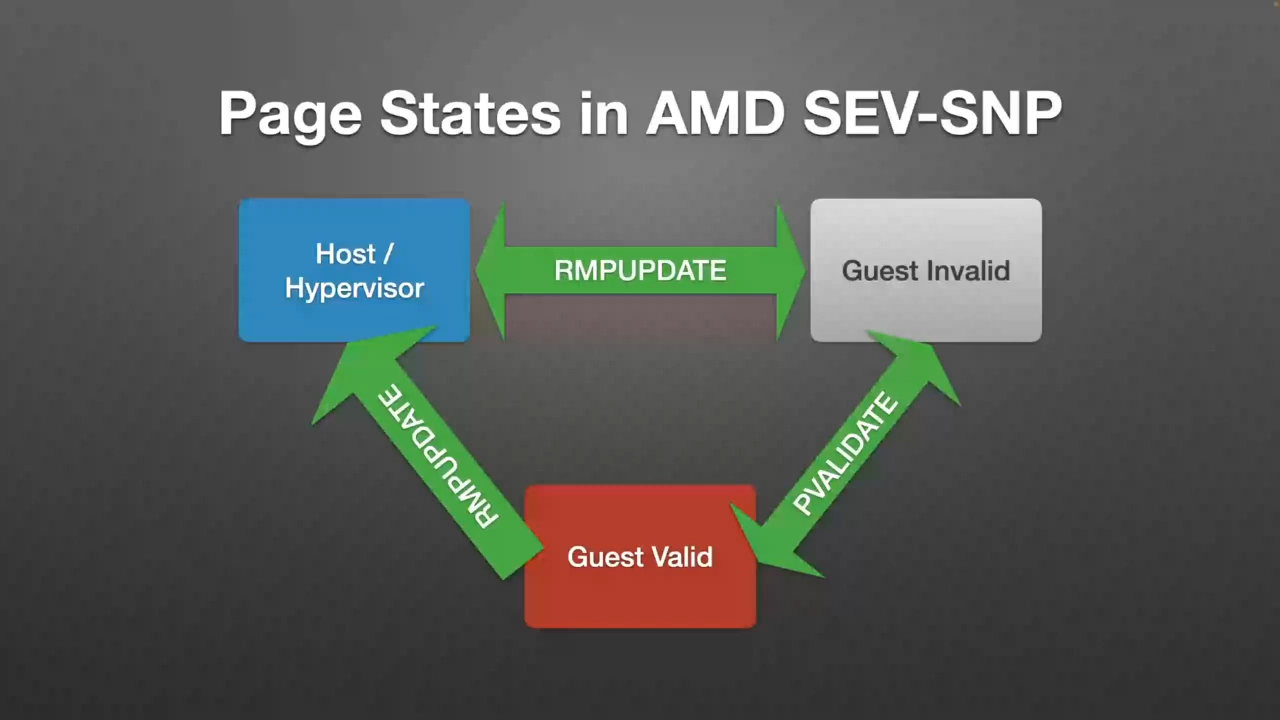 Page States in AMD SEV-SNP
Host /
Hypervisor
RMPUPDATE
Guest Invalid
RMPUPDATE
PVALIDATE
Guest Valid